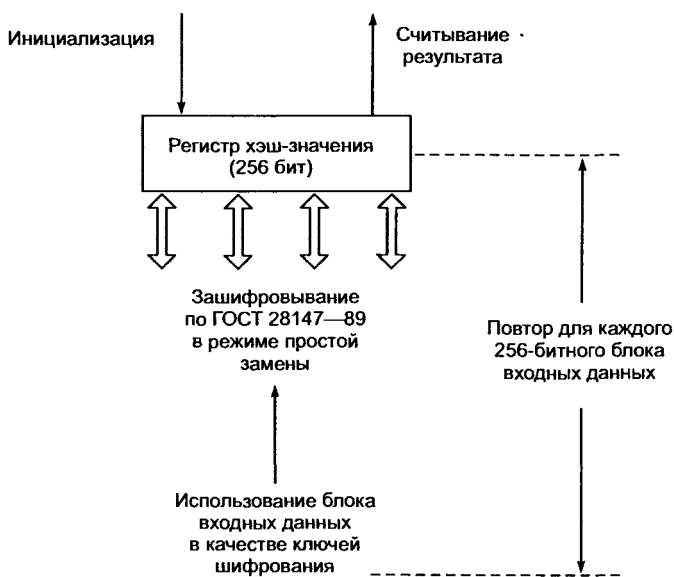 Инициализация
Считывание
результата
Регистр хэш-значения
(256 бит)
Зашифровывание
по ГОСТ 28147—89
в режиме простой
замены
Повтор для каждого
256-битного блока
входных данных
Использование блока
входных данных
в качестве ключей
шифрования